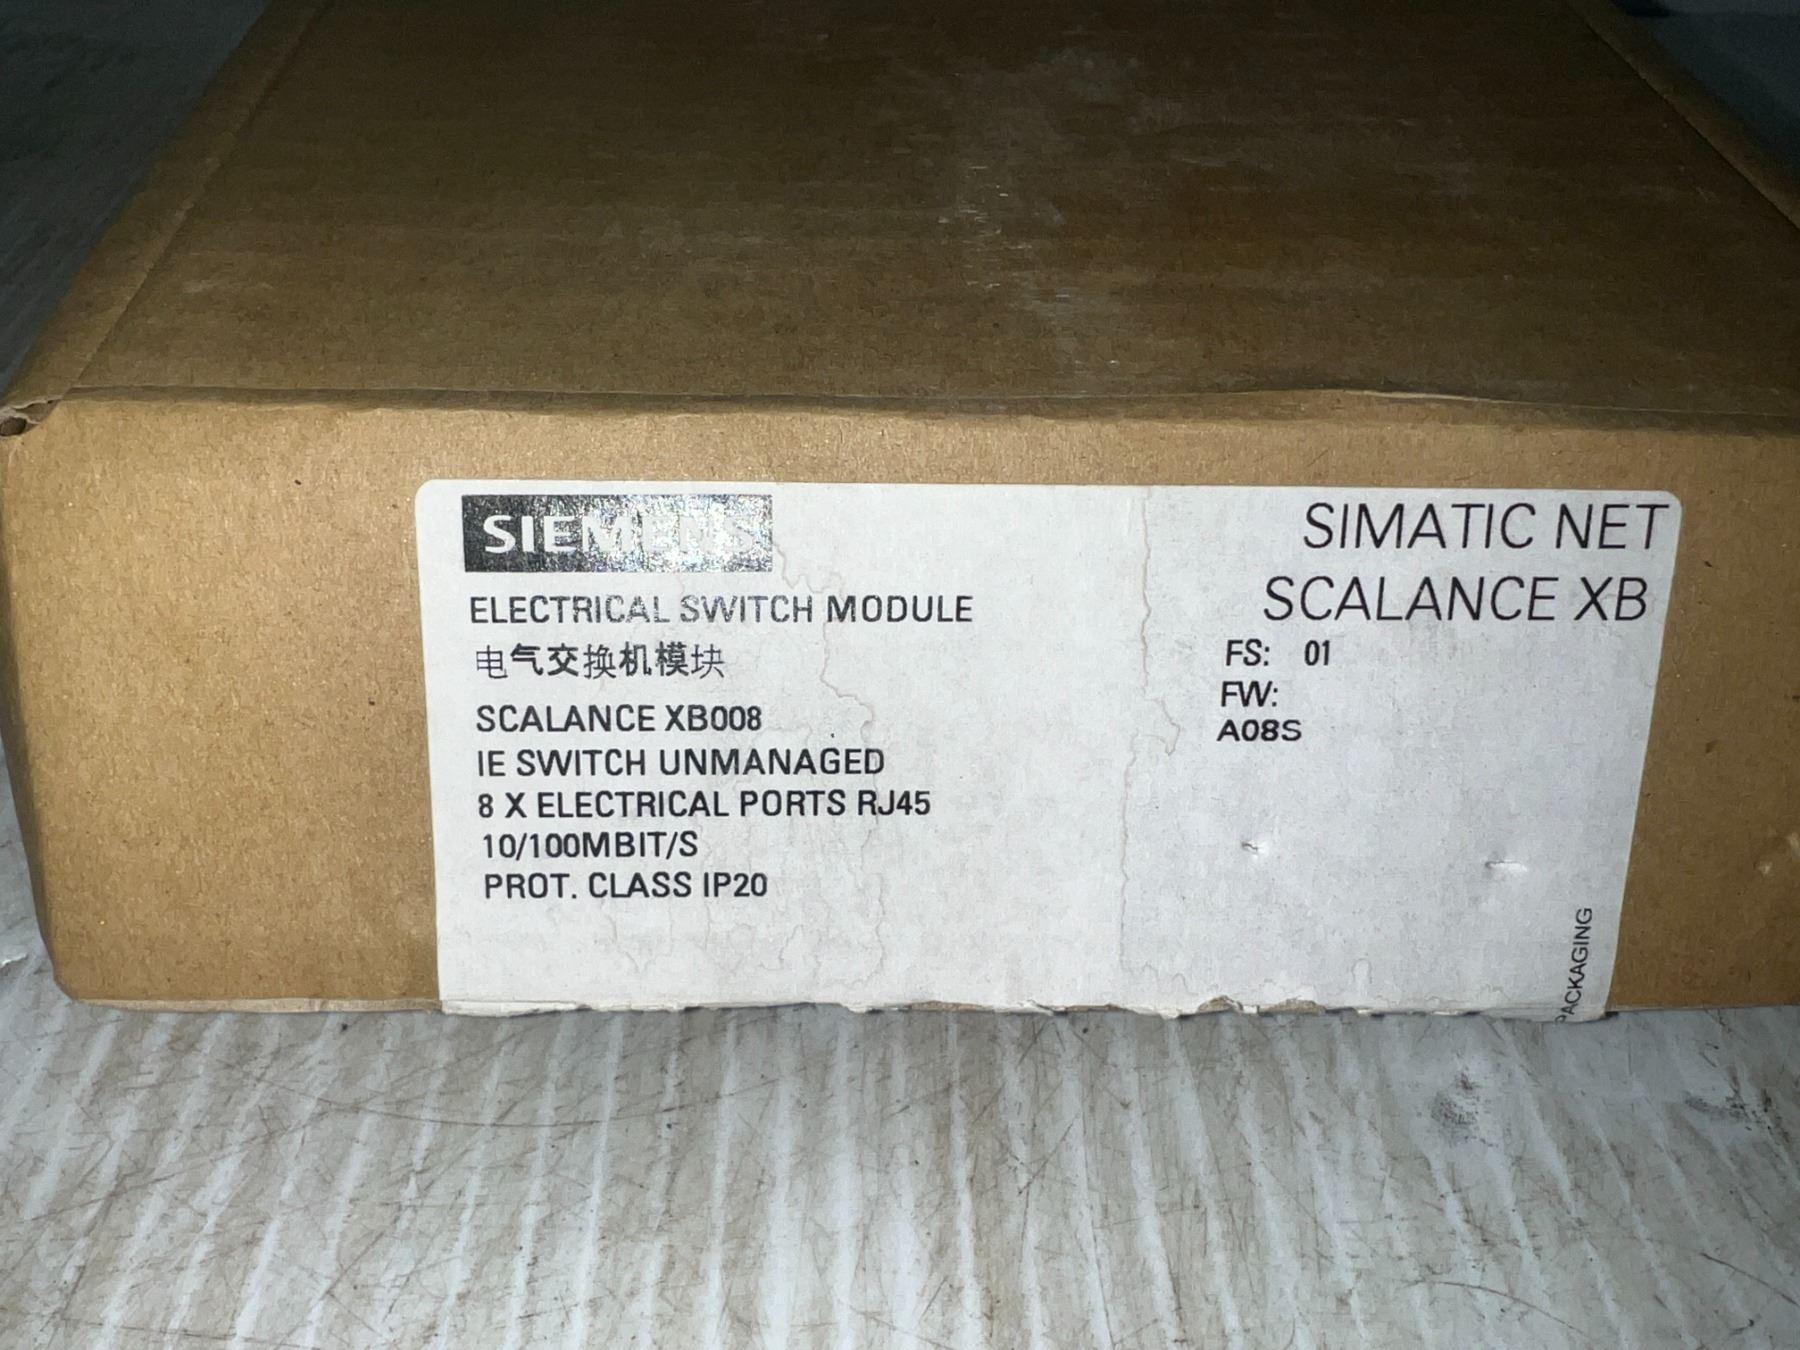 SIEMENS
ELECTRICAL SWITCH MODULE
电气交换机模块
SCALANCE XB008
IE SWITCH UNMANAGED
8 X ELECTRICAL PORTS RJ45
10/100MBIT/S
PROT. CLASS IP20
SIMATIC NET
SCALANCE XB
FS: 01
FW:
A08S
PACKAGING